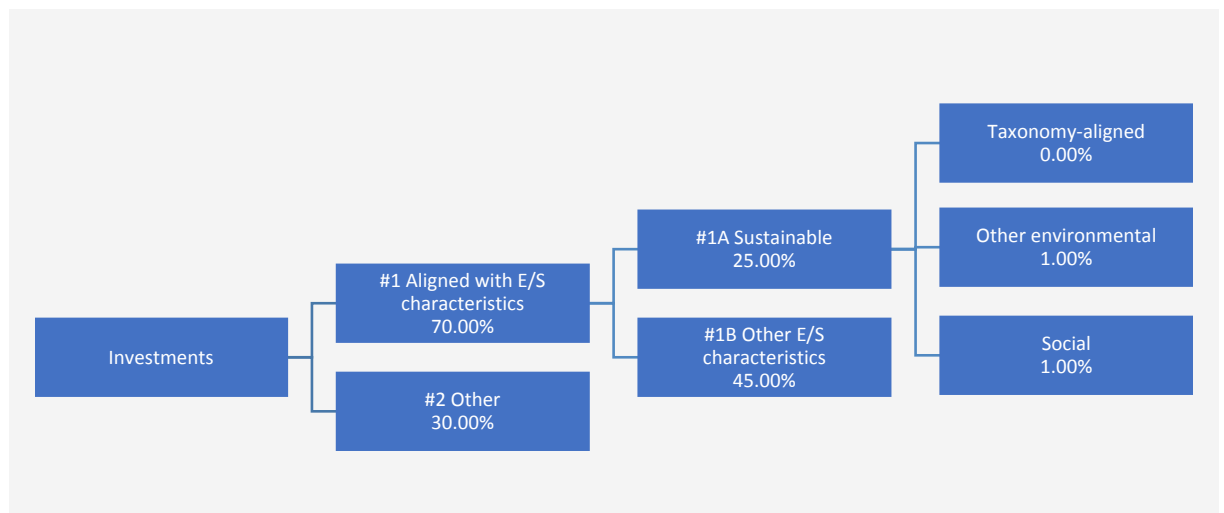 Investments
#1 Aligned with E/S
characteristics
70.00%
#2 Other
30.00%
#1A Sustainable
25.00%
#1B Other E/S
characteristics
45.00%
Taxonomy-aligned
0.00%
Other environmental
1.00%
Social
1.00%